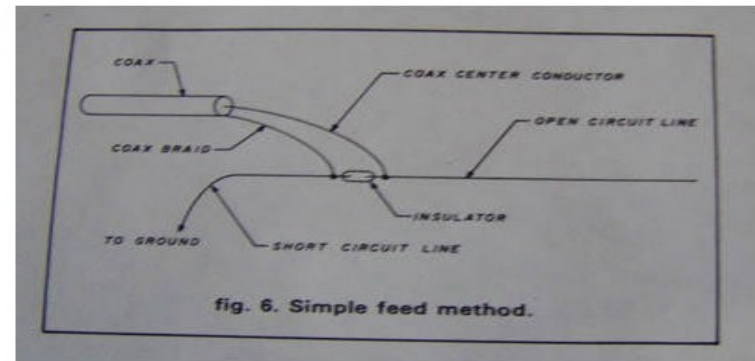 COAX
COAX CENTER CONDUCTOR
OPEN CIRCUIT LINE
COAX BRAID
INSULATOR
TO GROUND
SHORT CIRCUIT LINE
fig. 6. Simple feed method.